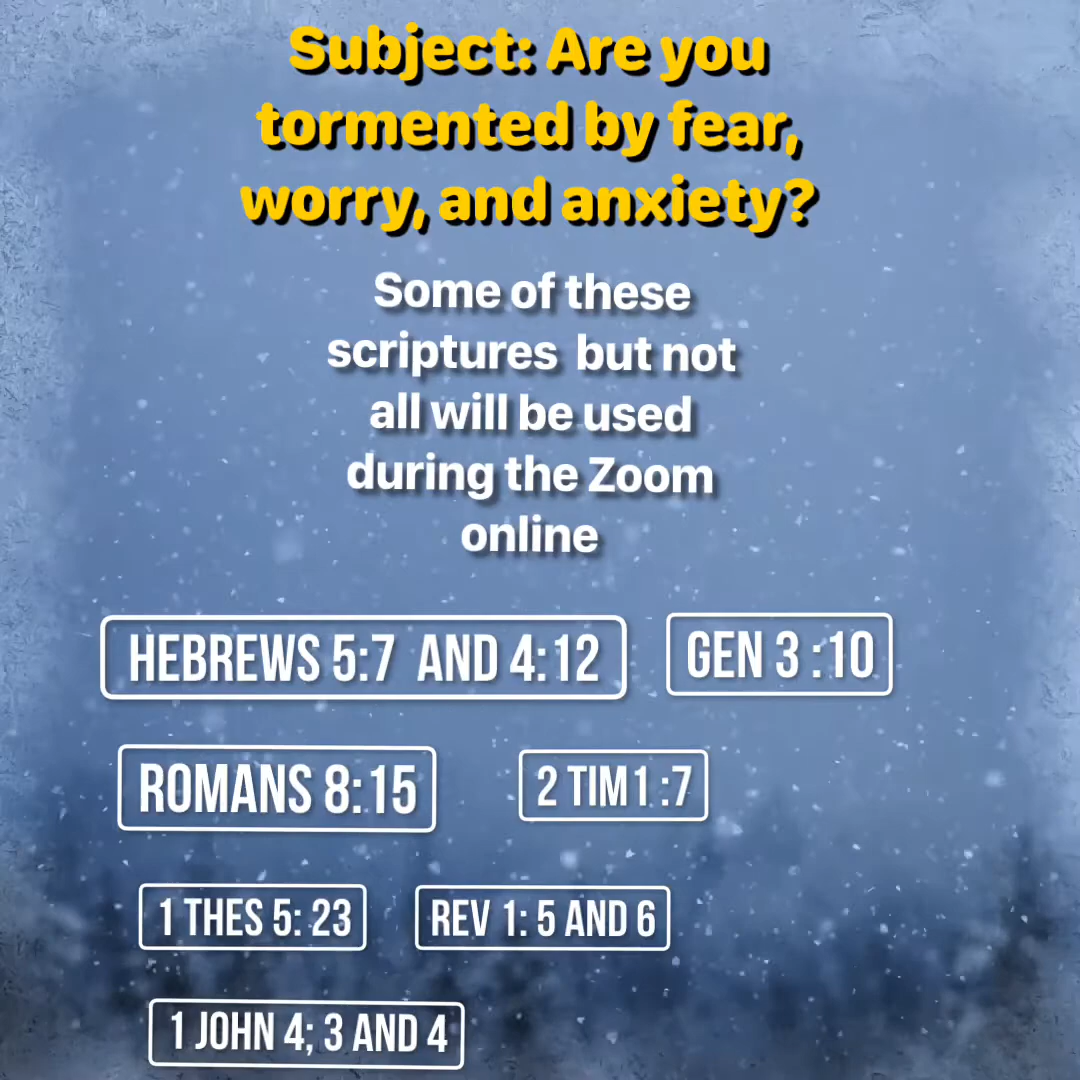 Subject: Are you
tormented by fear,
worry, and anxiety?
Some of these
scriptures but not
all will be used
during the Zoom
online
HEBREWS 5:7 AND 4:12
GEN 3 :10
ROMANS 8:15
2 TIM1 :7
1 THES 5: 23
REV 1: 5 AND 6
1 JOHN 4; 3 AND 4